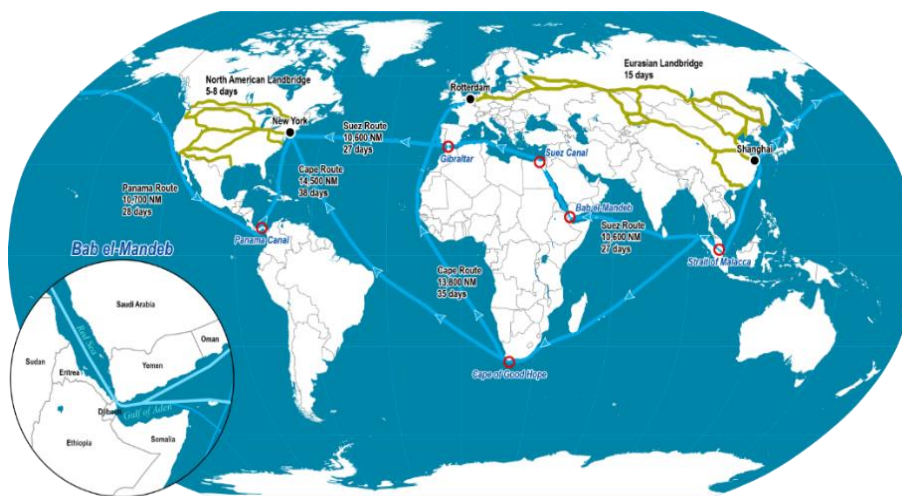 North American Landbridge
5-8 days
New York
Rotterdam
Eurasian Landbridge
15 days
Shanghai
Suez Route
10,600 NM
27 days
Gibraltar
Suez Canal
Cape Route
14,500 NM
38 days
Panama Route
10,700 NM
28 days
Panama Canal
Bab el-Mandeb
Suez Route
10,600 NM
27 days
Strait of Malacca
Cape Route
13,800 NM
35 days
Cape of Good Hope
Bab el-Mandeb
Saudi Arabia
Red Sea
Oman
Sudan
Eritrea
Yemen
Djibouti
Gulf of Aden
Ethiopia
Somalia